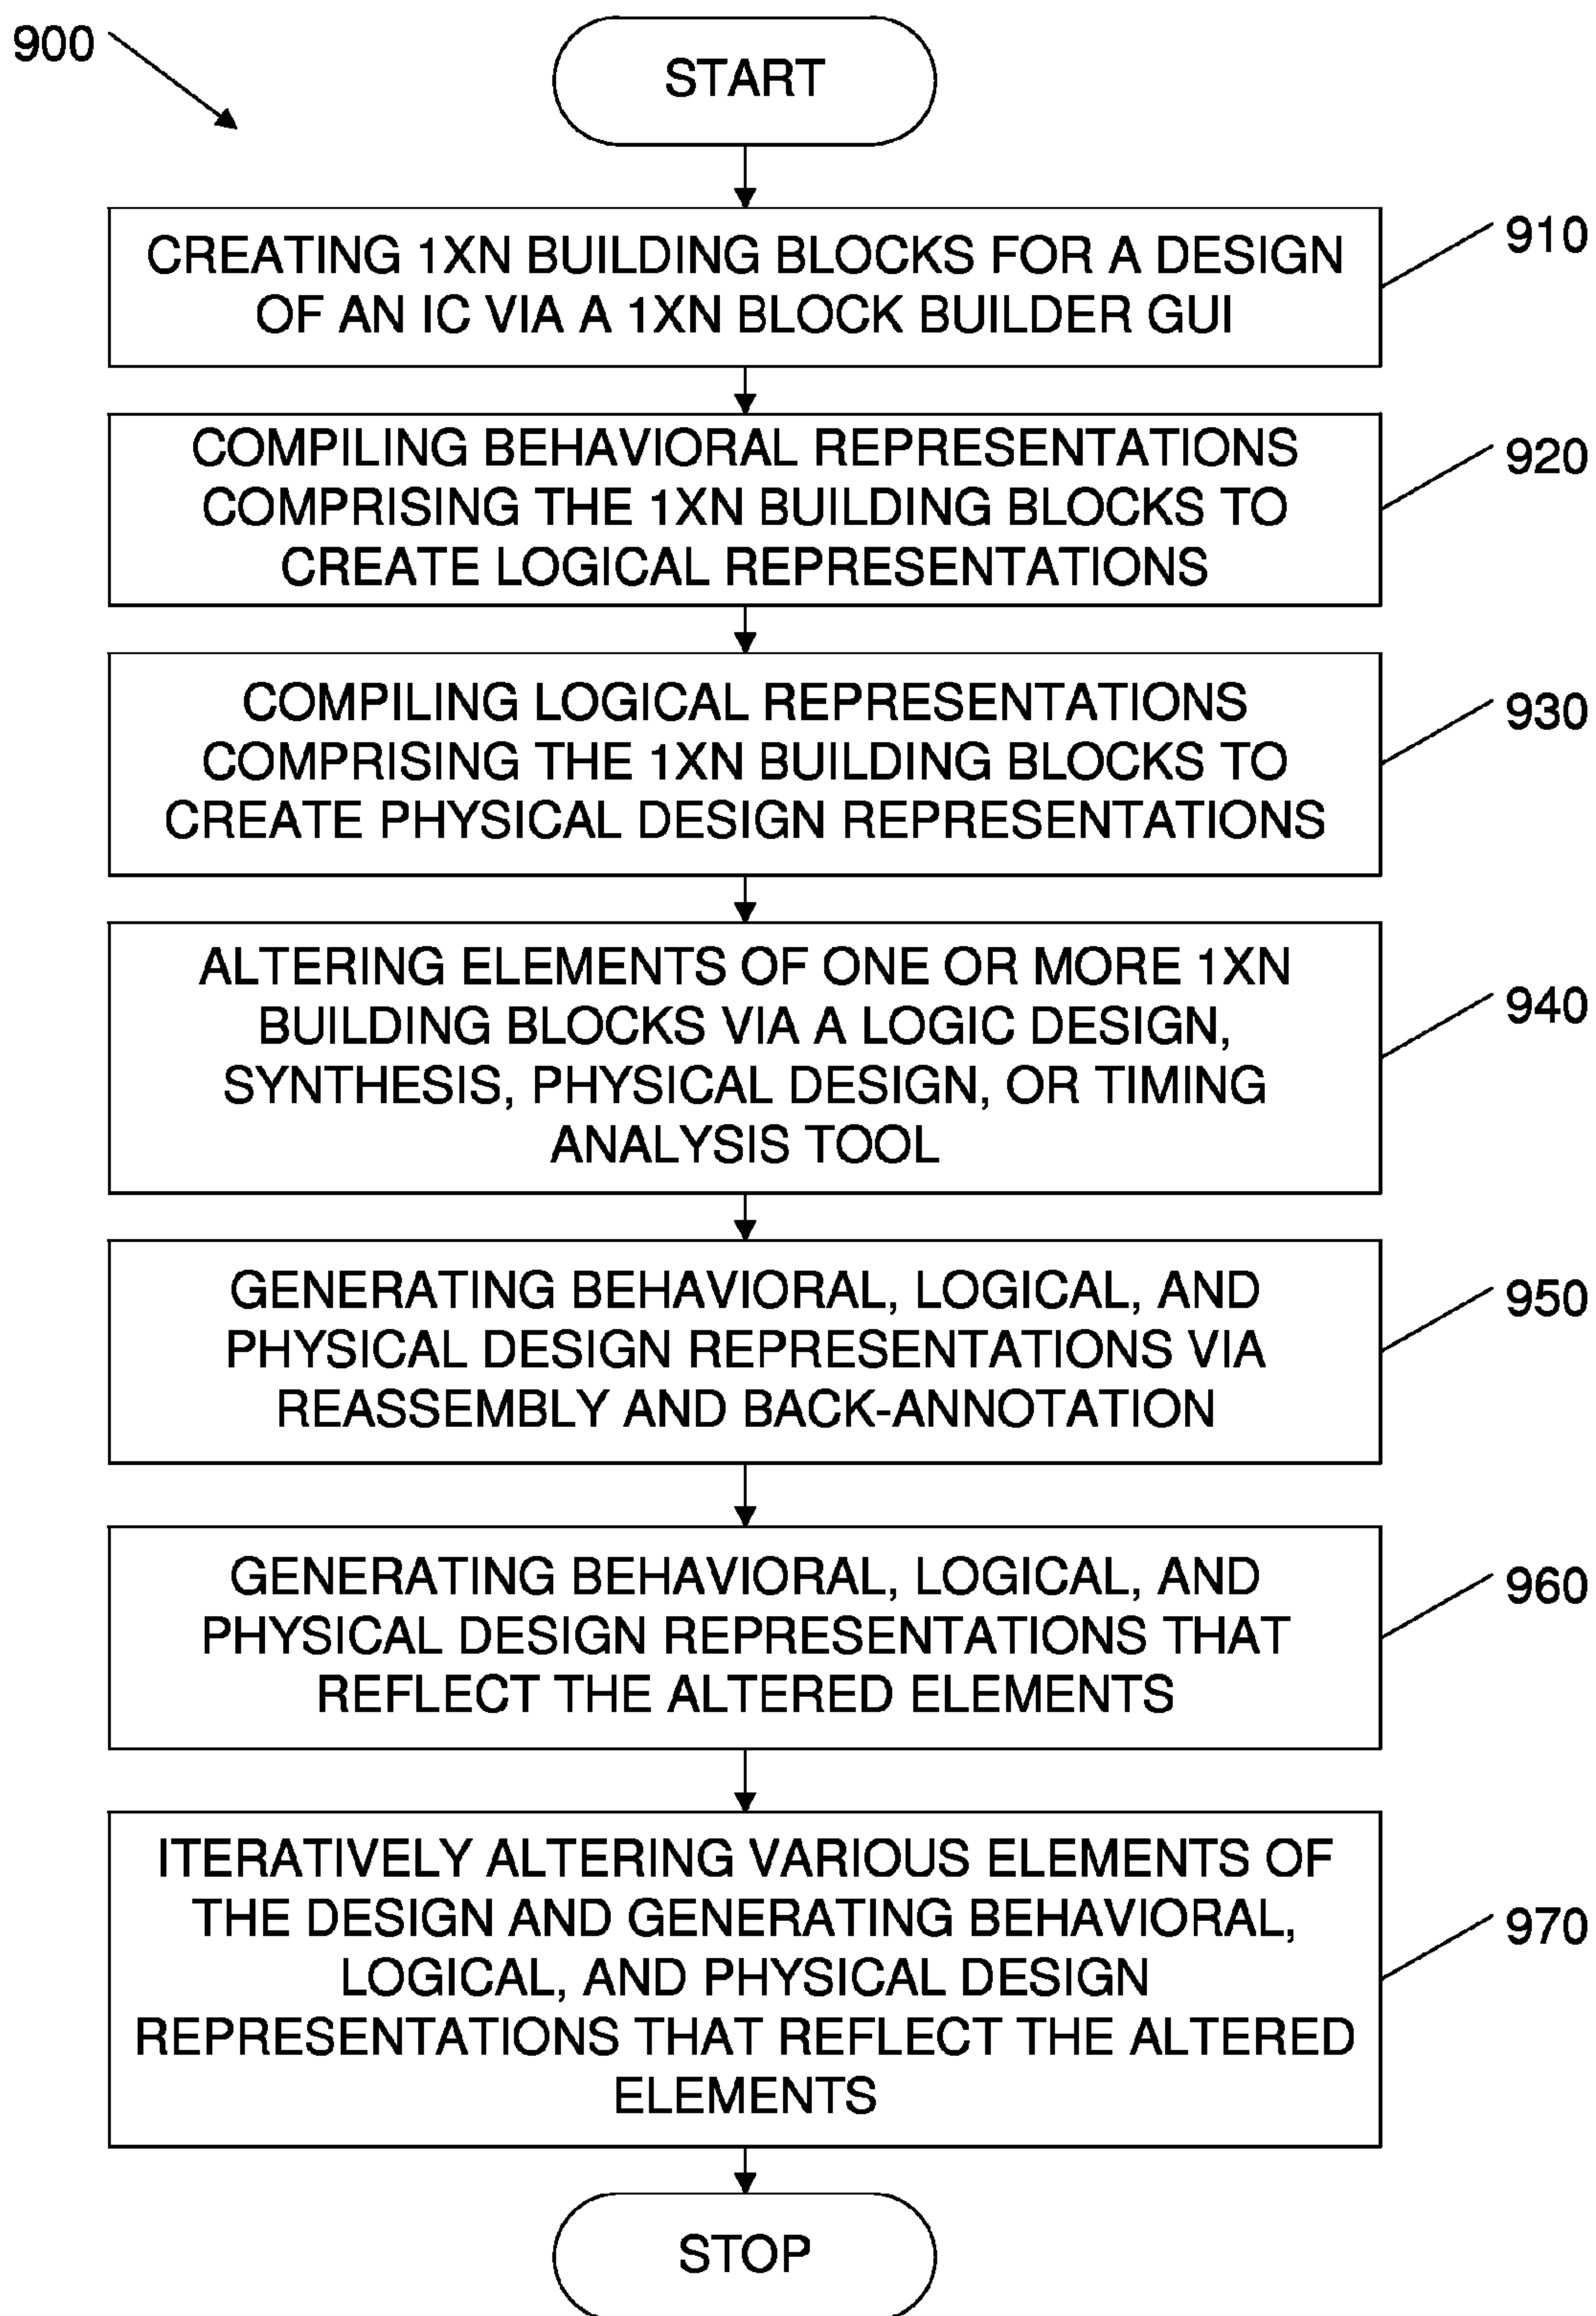 900
START
CREATING 1XN BUILDING BLOCKS FOR A DESIGN
OF AN IC VIA A 1XN BLOCK BUILDER GUI
910
COMPILING BEHAVIORAL REPRESENTATIONS
COMPRISING THE 1XN BUILDING BLOCKS TO
CREATE LOGICAL REPRESENTATIONS
920
COMPILING LOGICAL REPRESENTATIONS
COMPRISING THE 1XN BUILDING BLOCKS TO
CREATE PHYSICAL DESIGN REPRESENTATIONS
930
ALTERING ELEMENTS OF ONE OR MORE 1XN
BUILDING BLOCKS VIA A LOGIC DESIGN,
SYNTHESIS, PHYSICAL DESIGN, OR TIMING
ANALYSIS TOOL
940
GENERATING BEHAVIORAL, LOGICAL, AND
PHYSICAL DESIGN REPRESENTATIONS VIA
REASSEMBLY AND BACK-ANNOTATION
950
GENERATING BEHAVIORAL, LOGICAL, AND
PHYSICAL DESIGN REPRESENTATIONS THAT
REFLECT THE ALTERED ELEMENTS
960
ITERATIVELY ALTERING VARIOUS ELEMENTS OF
THE DESIGN AND GENERATING BEHAVIORAL,
LOGICAL, AND PHYSICAL DESIGN
REPRESENTATIONS THAT REFLECT THE ALTERED
ELEMENTS
970
STOP